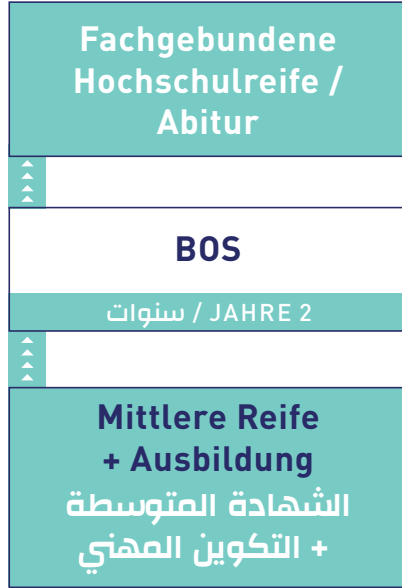 Fachgebundene
Hochschulreife /
Abitur
BOS
سنوات / JAHRE 2
Mittlere Reife
+ Ausbildung
الشهادة المتوسطة
+ التكوين المهني